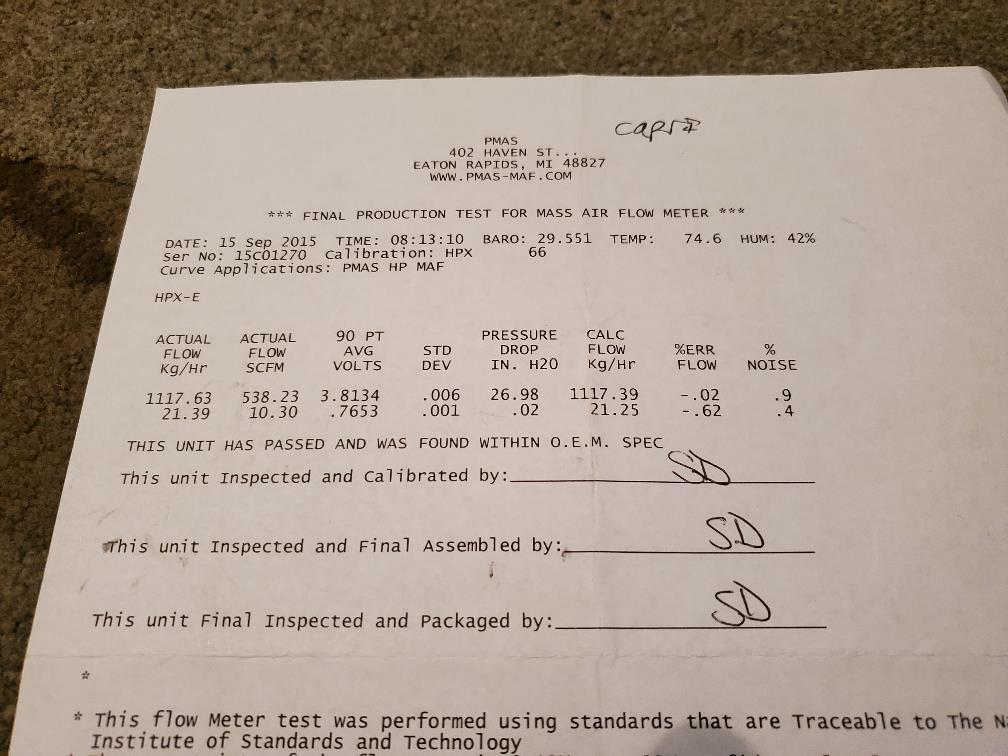 capri
PMAS
402 HAVEN ST...
EATON RAPIDS, MI 48827
WWW.PMAS-MAF.COM
*** FINAL PRODUCTION TEST FOR MASS AIR FLOW METER ***
DATE: 15 Sep 2015 TIME: 08:13:10 BARO: 29.551 TEMP: 74.6 HUM: 42%
Ser No: 15C01270 Calibration: HPX 66
Curve Applications: PMAS HP MAF
HPX-E
ACTUAL ACTUAL 90 PT PRESSURE CALC
FLOW FLOW AVG STD DROP FLOW %ERR %
Kg/Hr SCFM VOLTS DEV IN. H20 Kg/Hr FLOW NOISE
1117.63 538.23 3.8134 .006 26.98 1117.39 -.02 .9
21.39 10.30 .7653 .001 .02 21.25 -.62 .4
THIS UNIT HAS PASSED AND WAS FOUND WITHIN O.E.M. SPEC
This unit Inspected and Calibrated by: SD
This unit Inspected and Final Assembled by: SD
This unit Final Inspected and Packaged by: SD
*
* This flow Meter test was performed using standards that are Traceable to The
Institute of Standards and Technology